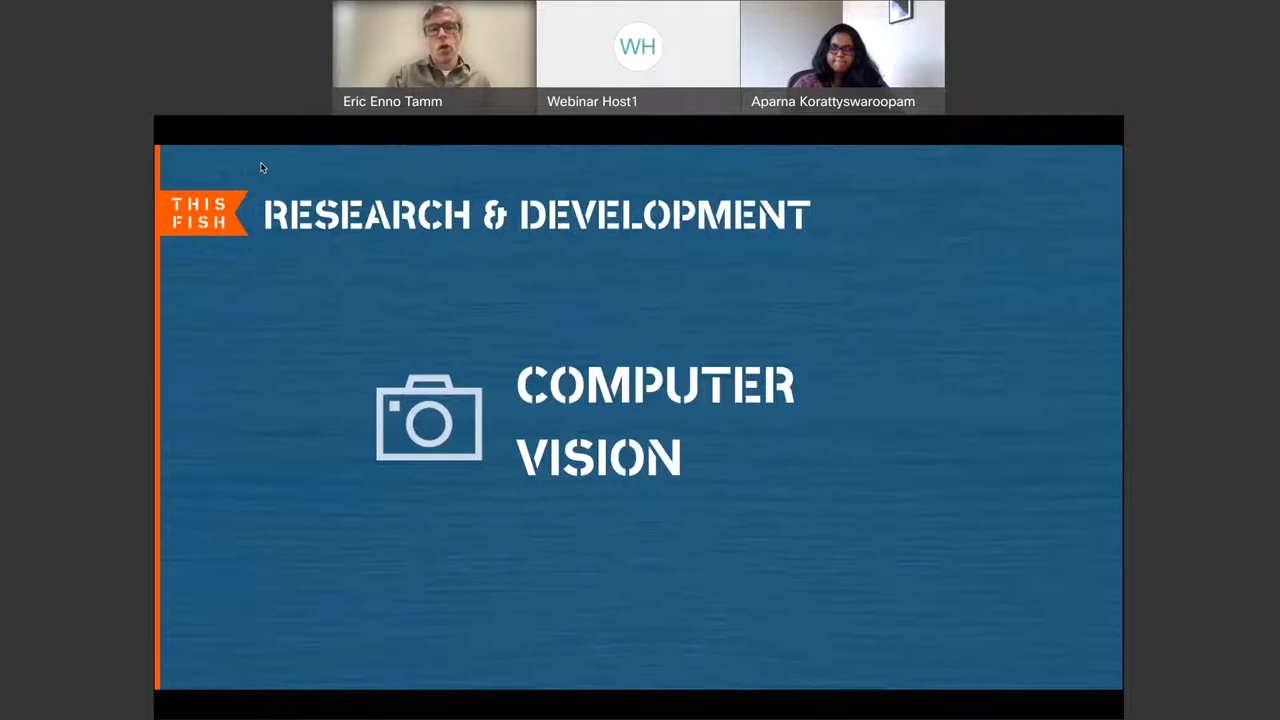 WH
Eric Enno Tamm
Webinar Host1
Aparna Korattyswaroopam
THIS
FISH
RESEARCH & DEVELOPMENT
COMPUTER
VISION